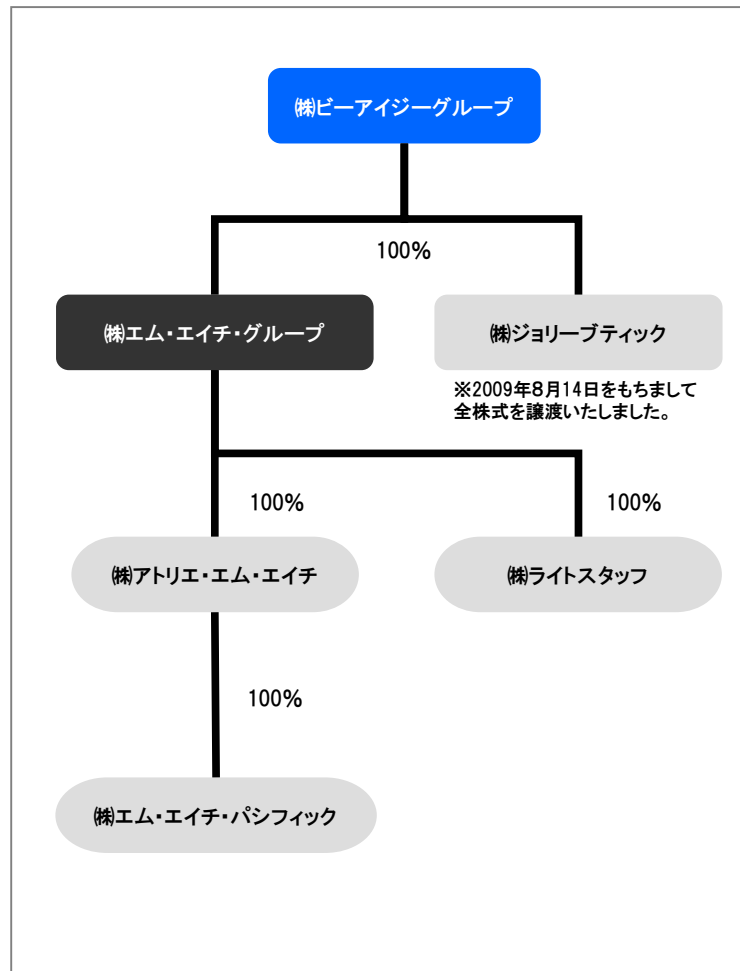 ㈱ビーアイジーグループ
100%
㈱エム・エイチ・グループ
㈱ジョリーブティック
※2009年8月14日をもちまして
全株式を譲渡いたしました。
100%
100%
㈱アトリエ・エム・エイチ
㈱ライトスタッフ
100%
㈱エム・エイチ・パシフィック